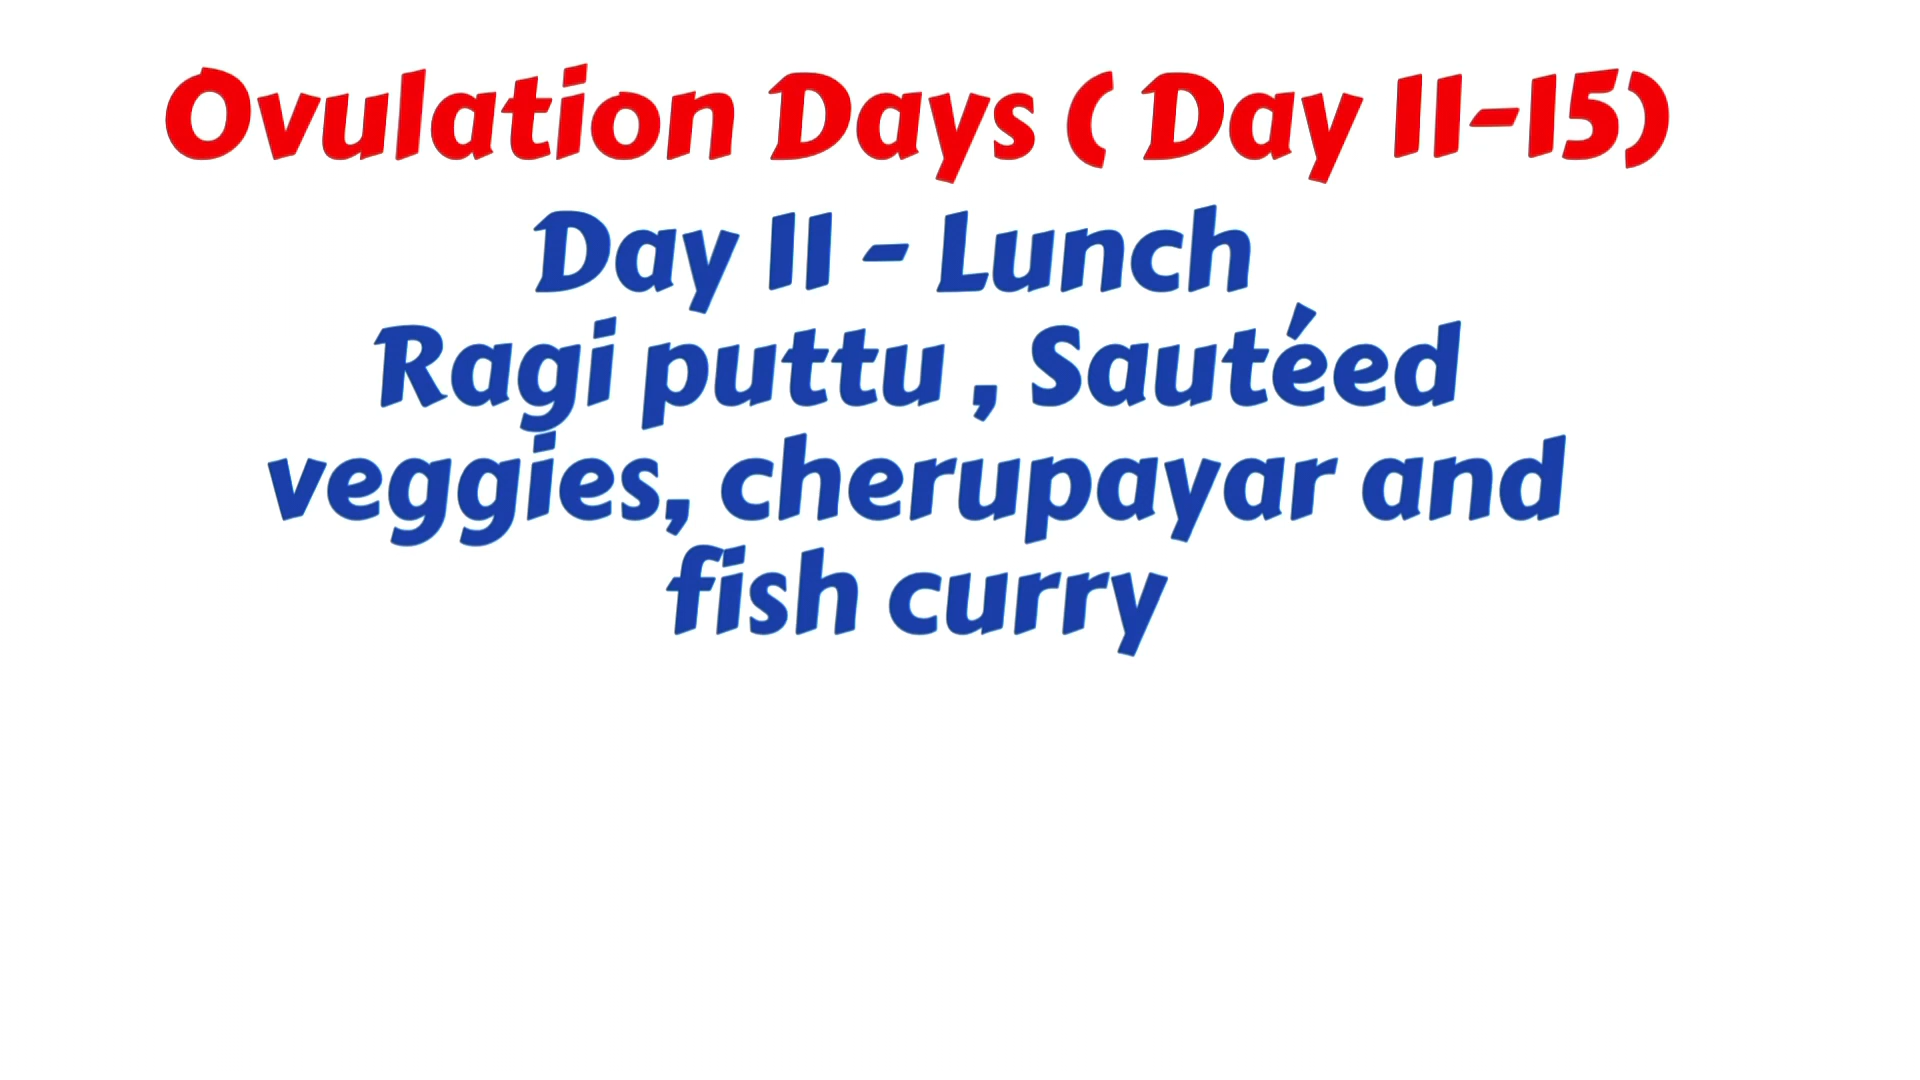 Ovulation Days ( Day 11-15)
Day 11 - Lunch
Ragi puttu , Sautéed
veggies, cherupayar and
fish curry